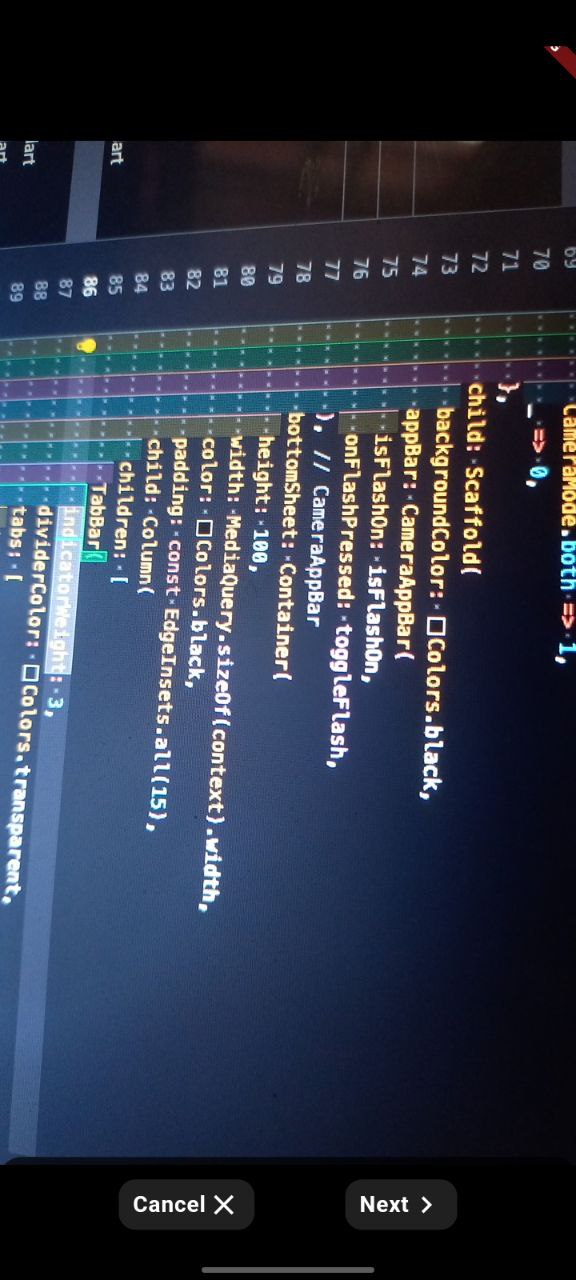 CameraMode.both => 1,
_ => 0,
},
child: Scaffold(
backgroundColor: Colors.black,
appBar: CameraAppBar(
isFlashOn: isFlashOn,
onFlashPressed: toggleFlash,
), // CameraAppBar
bottomSheet: Container(
height: 100,
width: MediaQuery.sizeOf(context).width,
color: Colors.black,
padding: const EdgeInsets.all(15),
child: Column(
children: [
TabBar(
indicatorWeight: 3,
dividerColor: Colors.transparent,
tabs: [
69
70
71
72
73
74
75
76
77
78
79
80
81
82
83
84
85
86
87
88
89
Cancel
Next